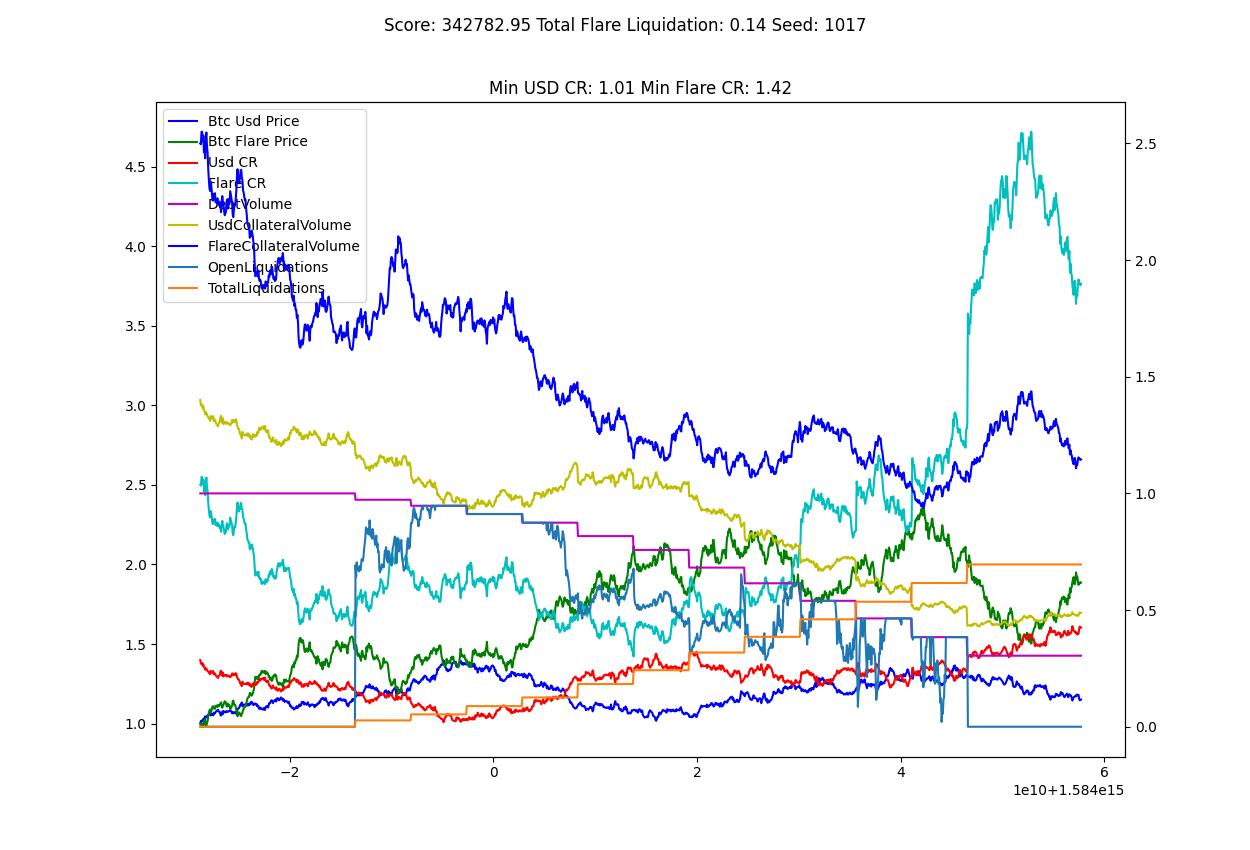 Score: 342782.95 Total Flare Liquidation: 0.14 Seed: 1017
Min USD CR: 1.01 Min Flare CR: 1.42
Btc Usd Price
Btc Flare Price
Usd CR
Flare CR
DebtVolume
UsdCollateralVolume
FlareCollateralVolume
OpenLiquidations
TotalLiquidations
4.5
4.0
3.5
3.0
2.5
2.0
1.5
1.0
2.5
2.0
1.5
1.0
0.5
0.0
−2
0
2
4
6
1e10+1.584e15